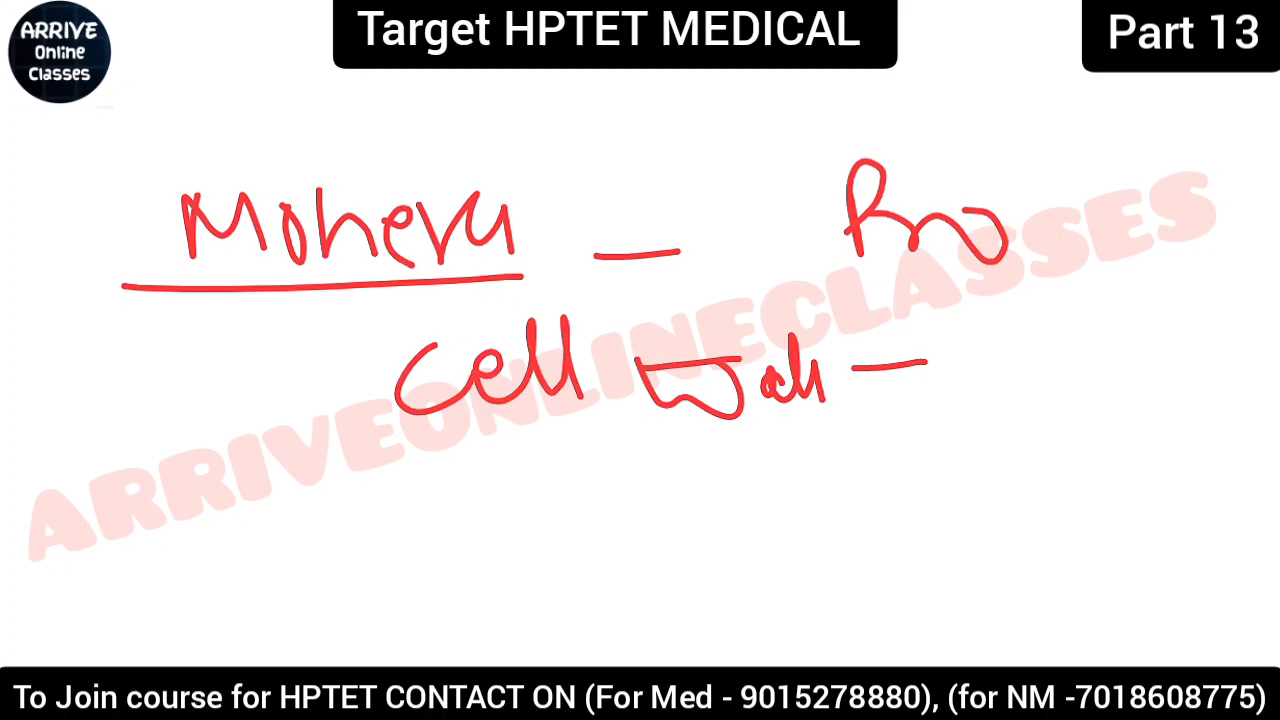 ARRIVE
Online
Classes
Target HPTET MEDICAL
Part 13
Monera — Pro
Cell Wall —
ARRIVEONLINECLASSES
To Join course for HPTET CONTACT ON (For Med - 9015278880), (for NM -7018608775)